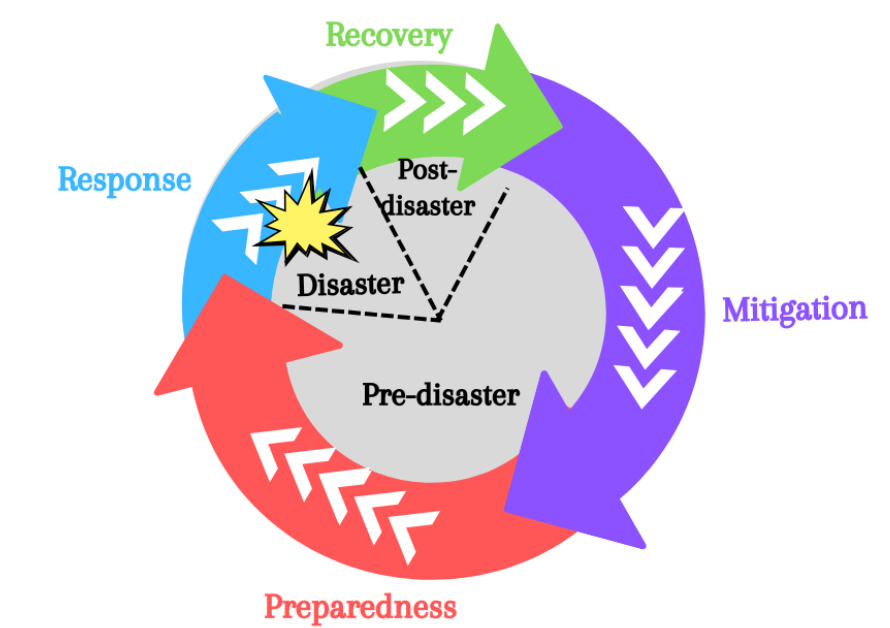 Recovery
Post-
disaster
Response
Disaster
Mitigation
Pre-disaster
Preparedness